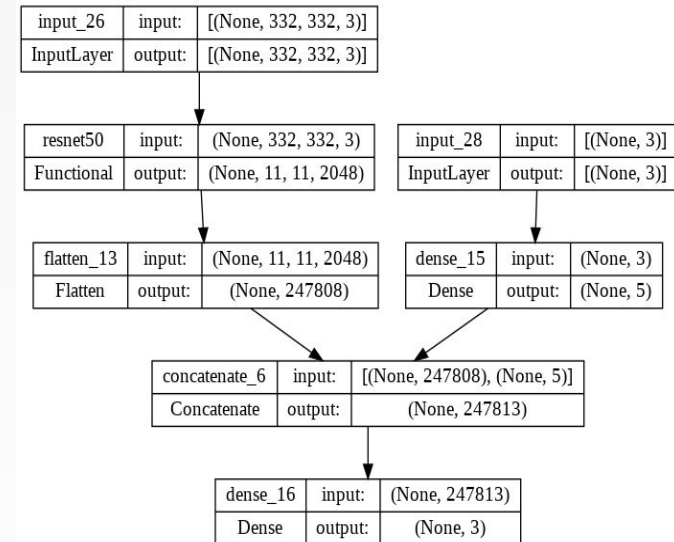 input_26 input: [(None, 332, 332, 3)]
InputLayer output: [(None, 332, 332, 3)]
resnet50 input: (None, 332, 332, 3)
Functional output: (None, 11, 11, 2048)
input_28 input: [(None, 3)]
InputLayer output: [(None, 3)]
flatten_13 input: (None, 11, 11, 2048)
Flatten output: (None, 247808)
dense_15 input: (None, 3)
Dense output: (None, 5)
concatenate_6 input: [(None, 247808), (None, 5)]
Concatenate output: (None, 247813)
dense_16 input: (None, 247813)
Dense output: (None, 3)